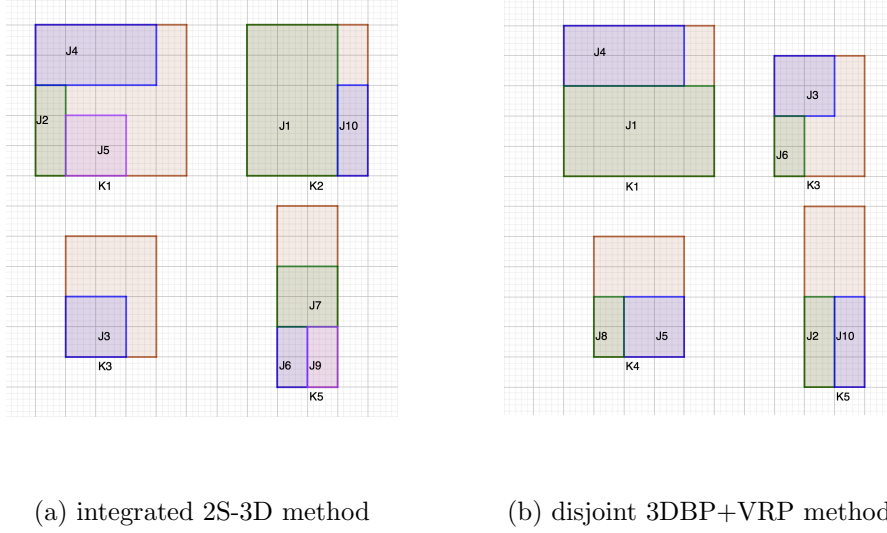 J4
J2
J5
K1
J1
J10
K2
J3
K3
J7
J6
J9
K5
(a) integrated 2S-3D method
J4
J1
K1
J3
J6
K3
J8
J5
K4
J2
J10
K5
(b) disjoint 3DBP+VRP method